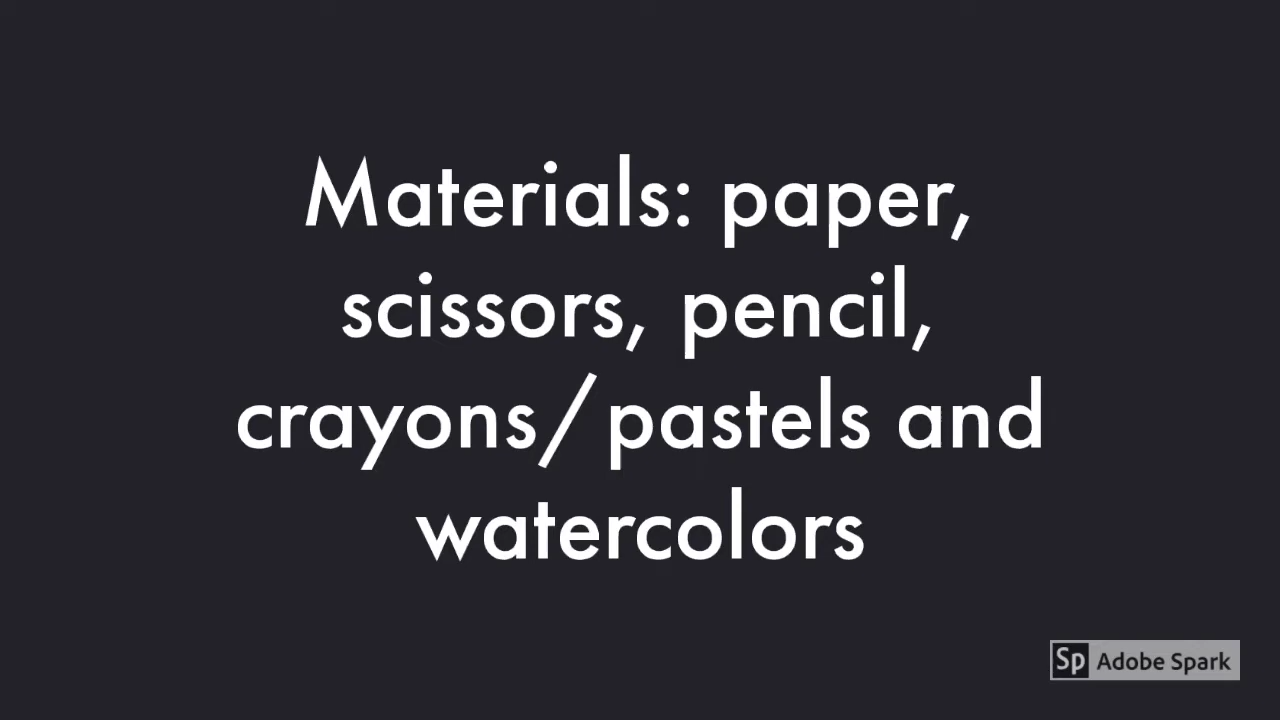 Materials: paper,
scissors, pencil,
crayons/pastels and
watercolors
Sp Adobe Spark